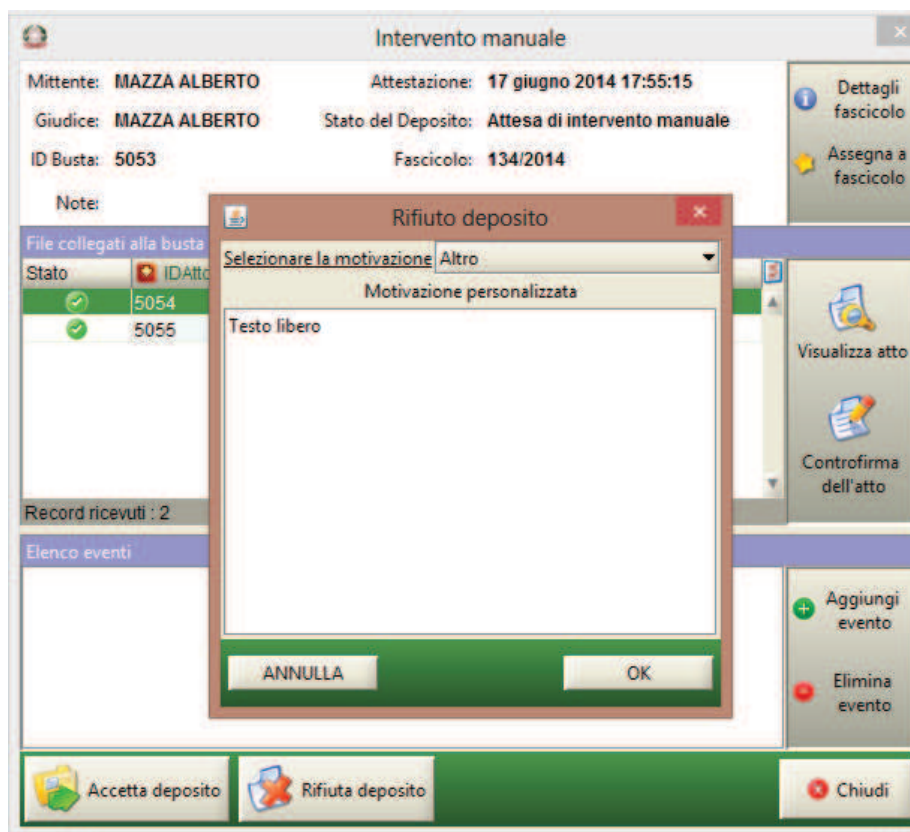 Intervento manuale
Mittente: MAZZA ALBERTO Attestazione: 17 giugno 2014 17:55:15
Giudice: MAZZA ALBERTO Stato del Deposito: Attesa di intervento manuale
ID Busta: 5053 Fascicolo: 134/2014
Note:
Dettagli
fascicolo
Assegna a
fascicolo
File collegati alla busta
Stato IDAtto
5054
5055
Record ricevuti : 2
Rifiuto deposito
Selezionare la motivazione Altro
Motivazione personalizzata
Testo libero
ANNULLA OK
Visualizza atto
Controfirma
dell'atto
Elenco eventi
Aggiungi
evento
Elimina
evento
Accetta deposito Rifiuta deposito Chiudi